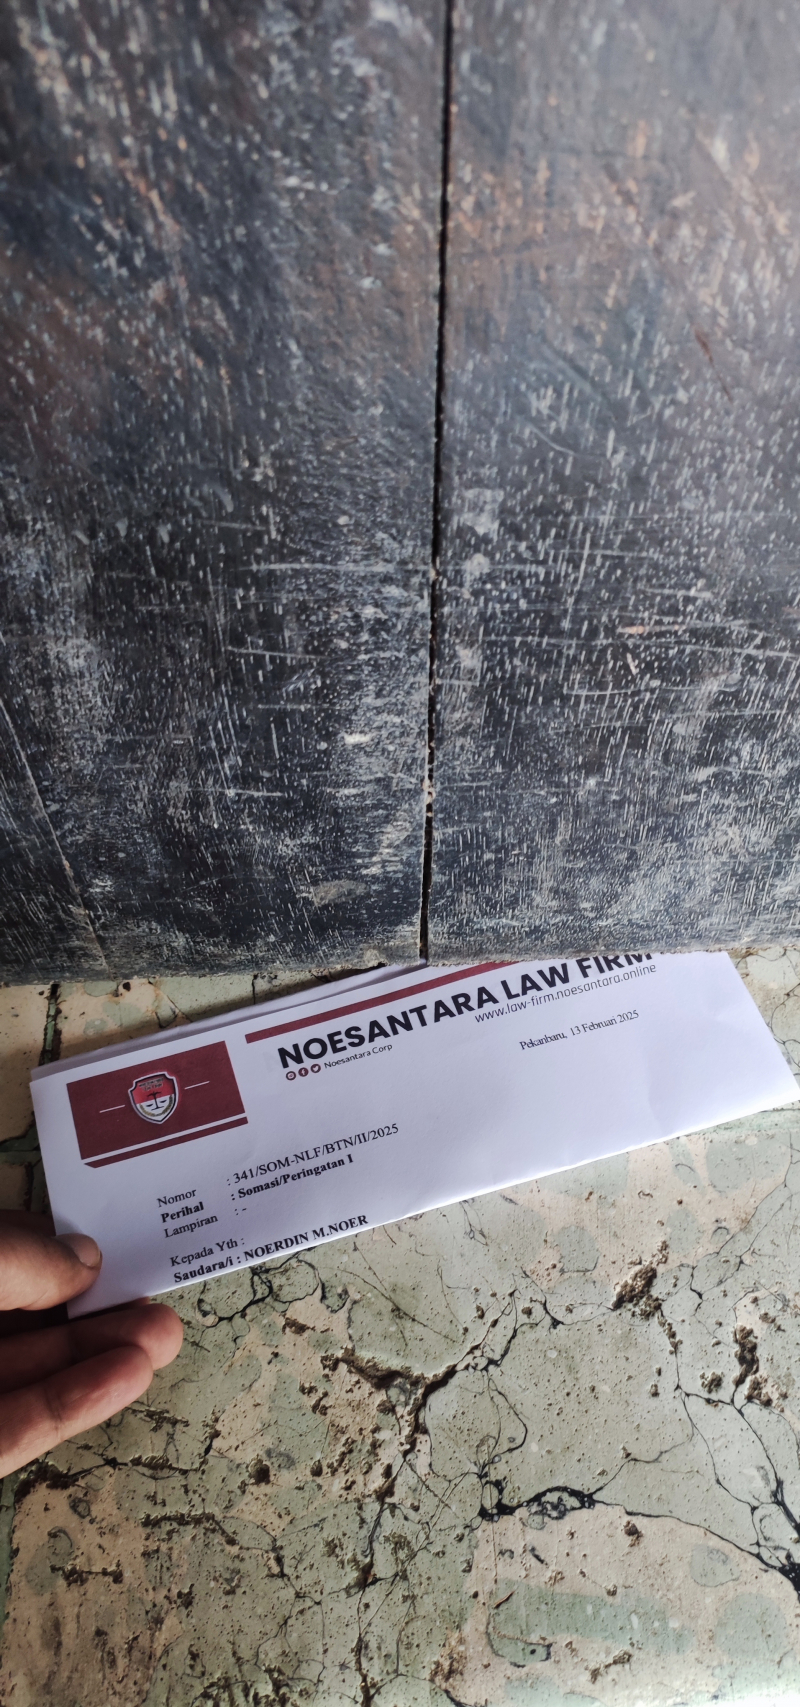 NOESANTARA LAW FIRM
www.law-firm.noesantara.online
Noesantara Corp
Pekanbaru, 13 Februari 2025
Nomor : 341/SOM-NLF/BTN/II/2025
Perihal : Somasi/Peringatan 1
Lampiran : -
Kepada Yth :
Saudara/i : NOERDIN M.NOER